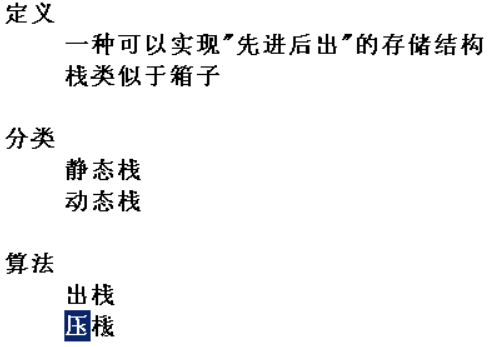 定义
一种可以实现"先进后出"的存储结构
栈类似于箱子
分类
静态栈
动态栈
算法
出栈
压栈